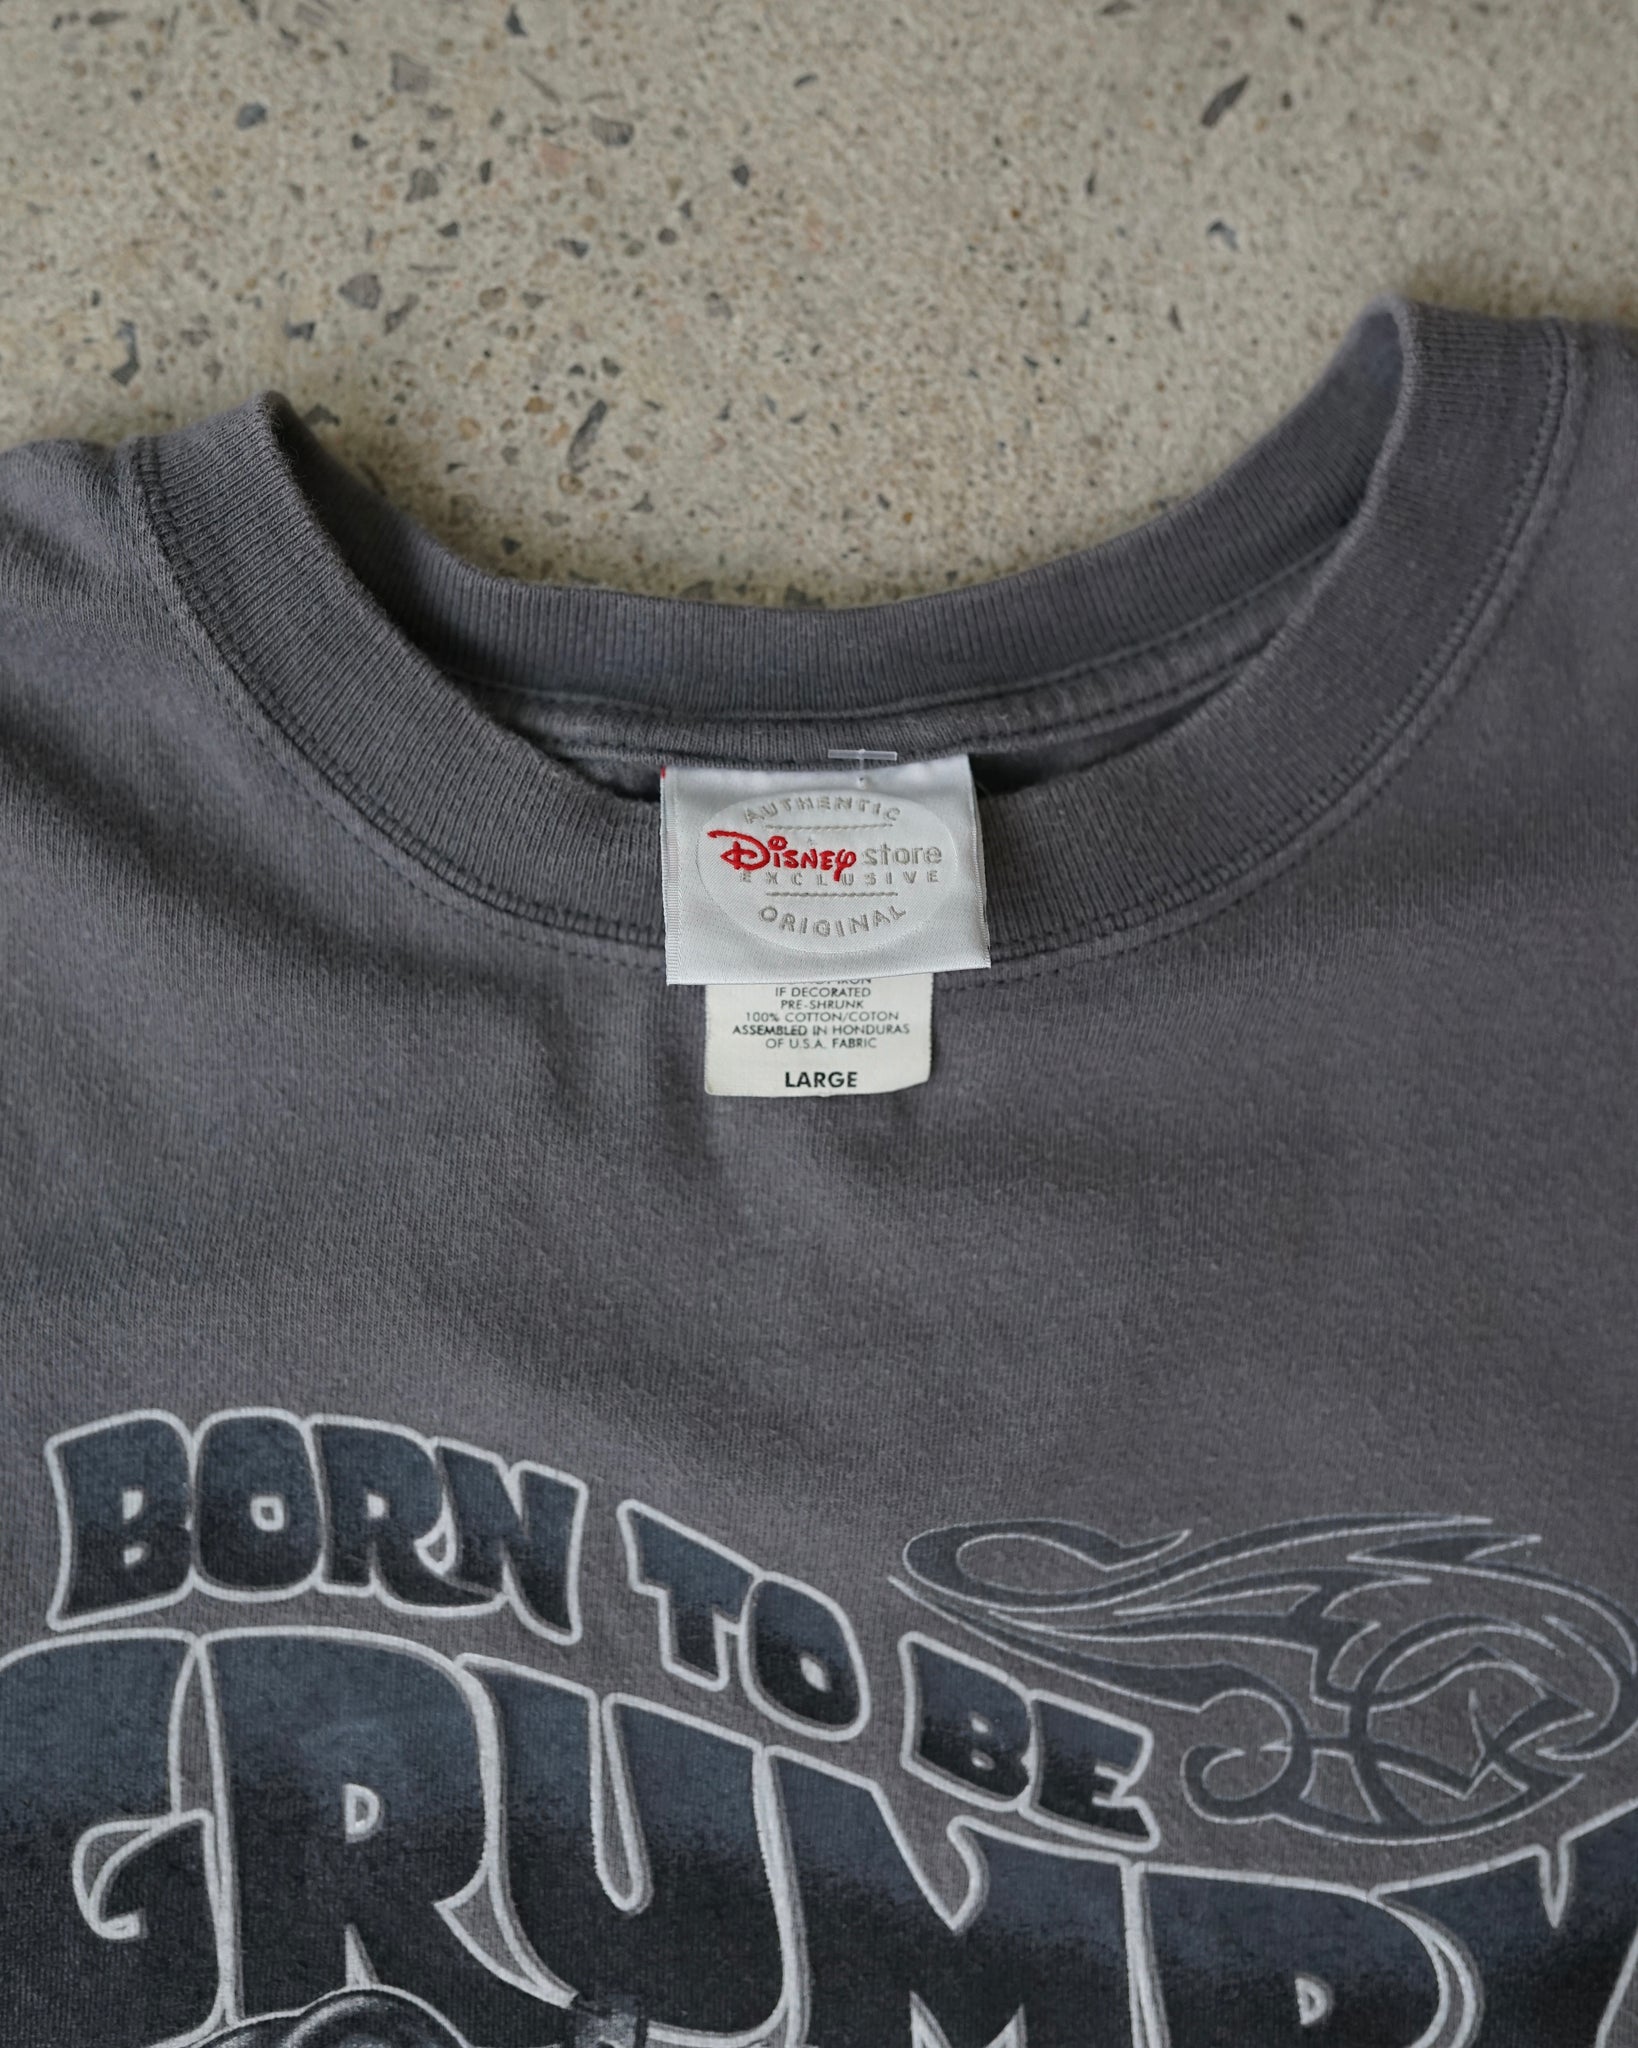 AUTHENTIC
Disney store
EXCLUSIVE
ORIGINAL
IF DECORATED
PRE-SHRUNK
100% COTTON/COTON
ASSEMBLED IN HONDURAS
OF U.S.A. FABRIC
LARGE
BORN TO BE
GRUMPY